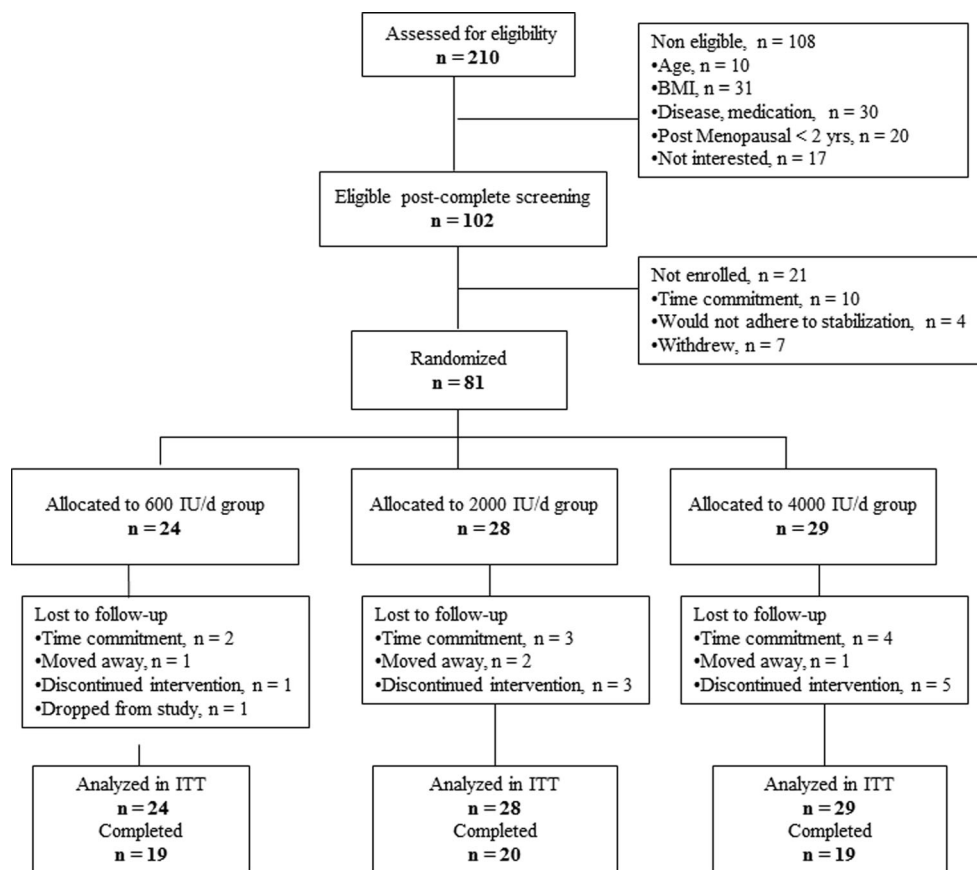 Assessed for eligibility
n = 210
Non eligible, n = 108
•Age, n = 10
•BMI, n = 31
•Disease, medication, n = 30
•Post Menopausal < 2 yrs, n = 20
•Not interested, n = 17
Eligible post-complete screening
n = 102
Not enrolled, n = 21
•Time commitment, n = 10
•Would not adhere to stabilization, n = 4
•Withdrew, n = 7
Randomized
n = 81
Allocated to 600 IU/d group
n = 24
Allocated to 2000 IU/d group
n = 28
Allocated to 4000 IU/d group
n = 29
Lost to follow-up
•Time commitment, n = 2
•Moved away, n = 1
•Discontinued intervention, n = 1
•Dropped from study, n = 1
Lost to follow-up
•Time commitment, n = 3
•Moved away, n = 2
•Discontinued intervention, n = 3
Lost to follow-up
•Time commitment, n = 4
•Moved away, n = 1
•Discontinued intervention, n = 5
Analyzed in ITT
n = 24
Completed
n = 19
Analyzed in ITT
n = 28
Completed
n = 20
Analyzed in ITT
n = 29
Completed
n = 19